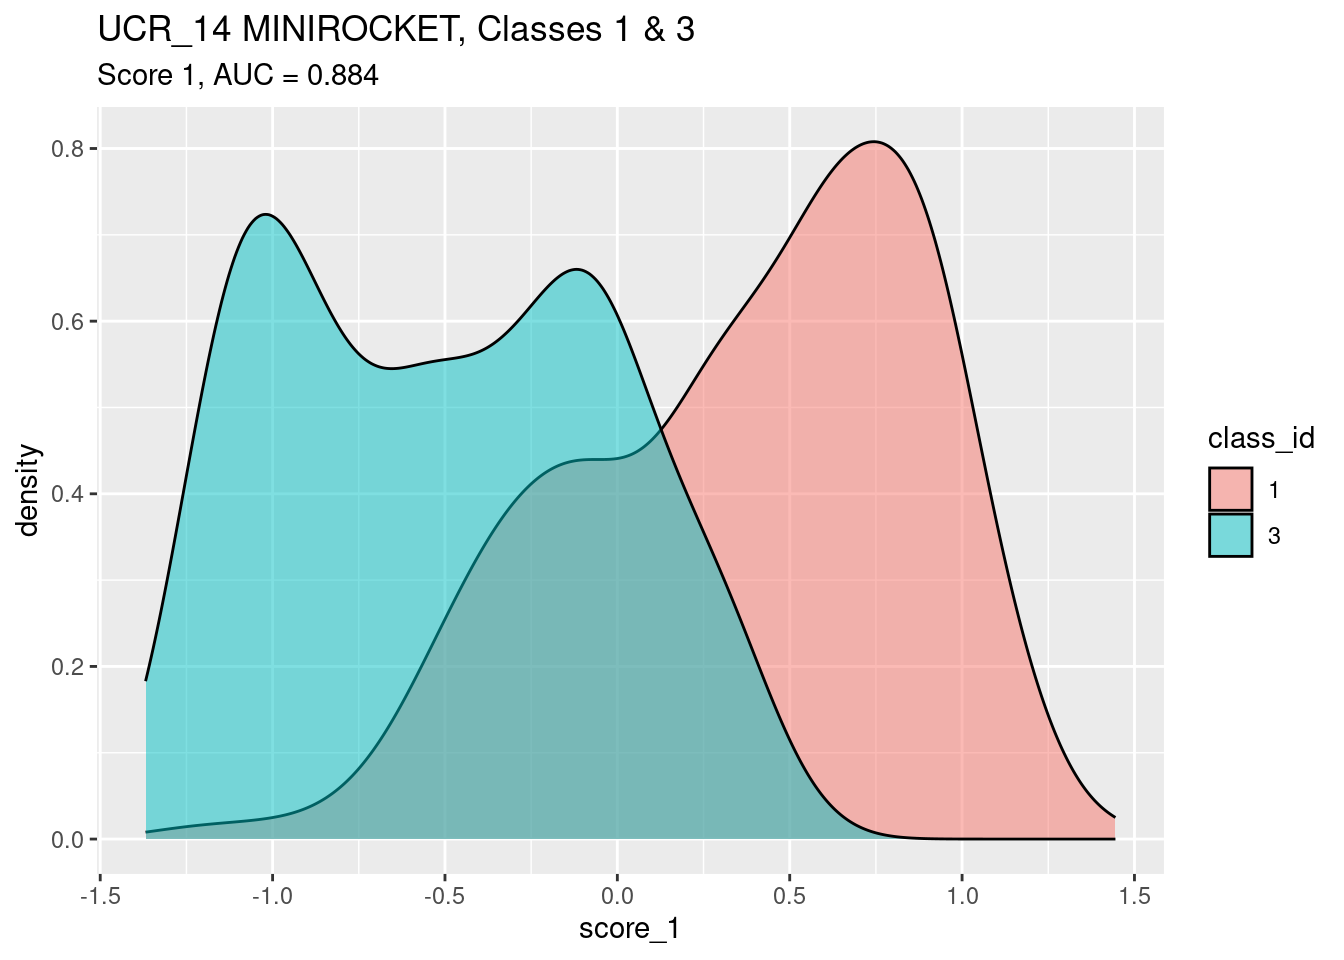 UCR_14 MINIROCKET, Classes 1 & 3
Score 1, AUC = 0.884
0.8
0.6
0.4
0.2
0.0
density
-1.5 -1.0 -0.5 0.0 0.5 1.0 1.5
score_1
class_id
1
3